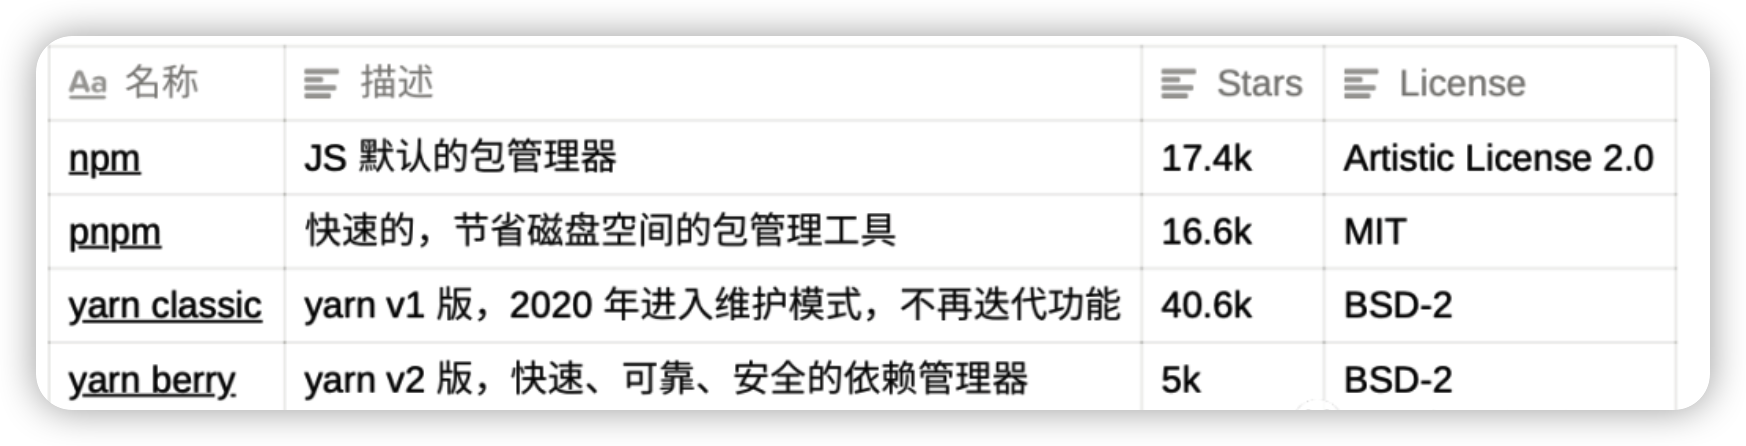 Aa 名称 描述 Stars License
npm JS 默认的包管理器 17.4k Artistic License 2.0
pnpm 快速的，节省磁盘空间的包管理工具 16.6k MIT
yarn classic yarn v1 版，2020 年进入维护模式，不再迭代功能 40.6k BSD-2
yarn berry yarn v2 版，快速、可靠、安全的依赖管理器 5k BSD-2